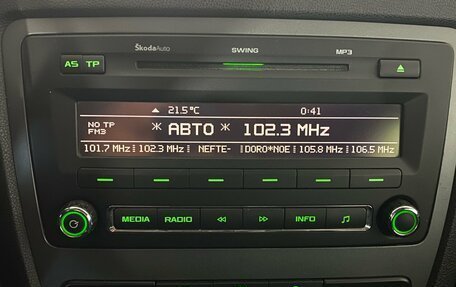 ŠkodaAuto SWING MP3
AS TP
21.5°C 0:41
NO TP
FM3
* АВТО * 102.3 MHz
101.7 MHz 102.3 MHz NEFTE- DORO*NOE 105.8 MHz 106.5 MHz
MEDIA RADIO INFO